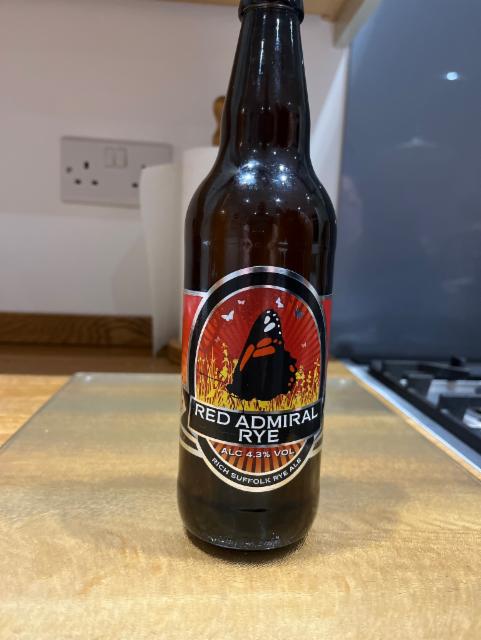 RED ADMIRAL
RYE
ALC 4.3% VOL
RICH SUFFOLK RYE ALE